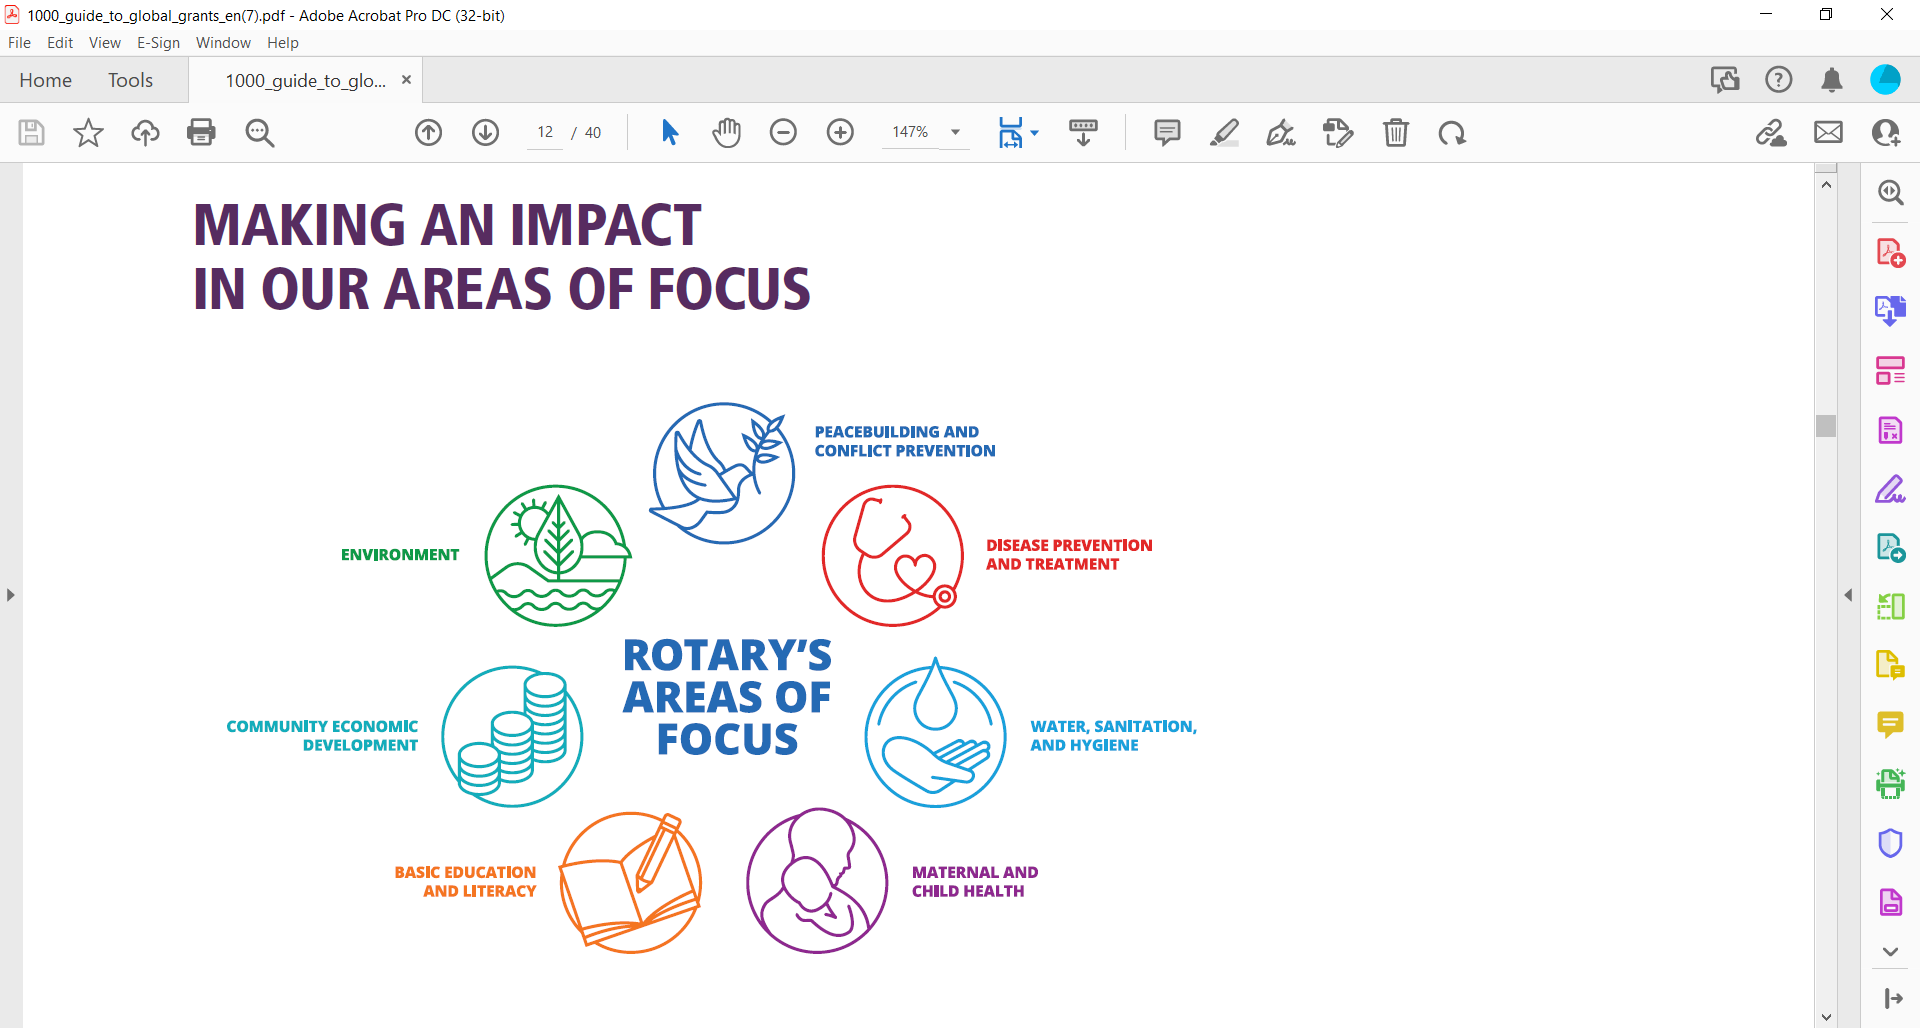 1000_guide_to_global_grants_en(7).pdf - Adobe Acrobat Pro DC (32-bit)
File Edit View E-Sign Window Help
Home Tools 1000_guide_to_glo... ×
12 / 40 147%
MAKING AN IMPACT
IN OUR AREAS OF FOCUS
PEACEBUILDING AND
CONFLICT PREVENTION
ENVIRONMENT
DISEASE PREVENTION
AND TREATMENT
ROTARY’S
AREAS OF
FOCUS
COMMUNITY ECONOMIC
DEVELOPMENT
WATER, SANITATION,
AND HYGIENE
BASIC EDUCATION
AND LITERACY
MATERNAL AND
CHILD HEALTH